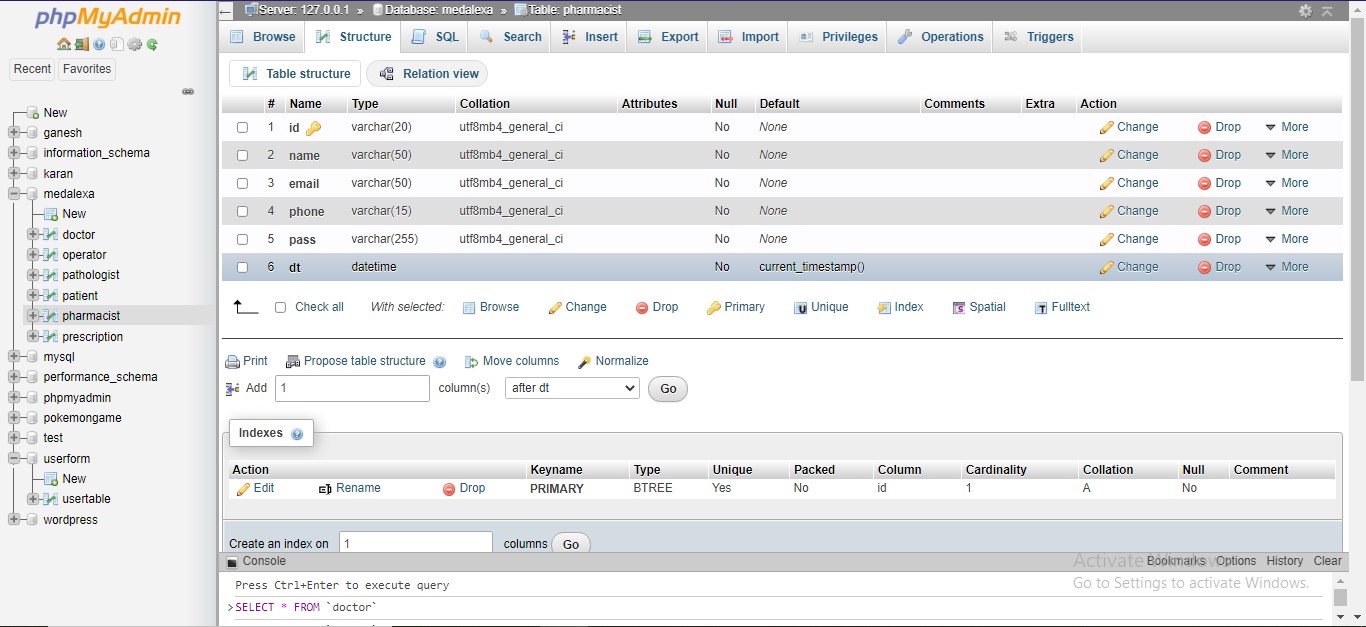 phpMyAdmin
Recent Favorites
New
ganesh
information_schema
karan
medalexa
New
doctor
operator
pathologist
patient
pharmacist
prescription
mysql
performance_schema
phpmyadmin
pokemongame
test
userform
New
usertable
wordpress
Server: 127.0.0.1 » Database: medalexa » Table: pharmacist
Browse Structure SQL Search Insert Export Import Privileges Operations Triggers
Table structure Relation view
# Name Type Collation Attributes Null Default Comments Extra Action
1 id varchar(20) utf8mb4_general_ci No None Change Drop More
2 name varchar(50) utf8mb4_general_ci No None Change Drop More
3 email varchar(50) utf8mb4_general_ci No None Change Drop More
4 phone varchar(15) utf8mb4_general_ci No None Change Drop More
5 pass varchar(255) utf8mb4_general_ci No None Change Drop More
6 dt datetime No current_timestamp() Change Drop More
Check all With selected: Browse Change Drop Primary Unique Index Spatial Fulltext
Print Propose table structure Move columns Normalize
Add 1 column(s) after dt Go
Indexes
Action Keyname Type Unique Packed Column Cardinality Collation Null Comment
Edit Rename Drop PRIMARY BTREE Yes No id 1 A No
Create an index on 1 columns Go
Console Bookmarks Options History Clear
Activate Windows
Go to Settings to activate Windows.
Press Ctrl+Enter to execute query
>SELECT * FROM `doctor`